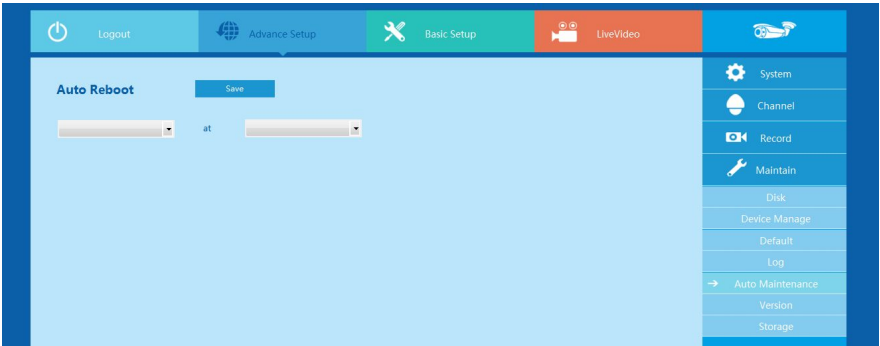 Logout
Advance Setup
Basic Setup
LiveVideo
Auto Reboot
Save
at
System
Channel
Record
Maintain
Disk
Device Manage
Default
Log
Auto Maintenance
Version
Storage